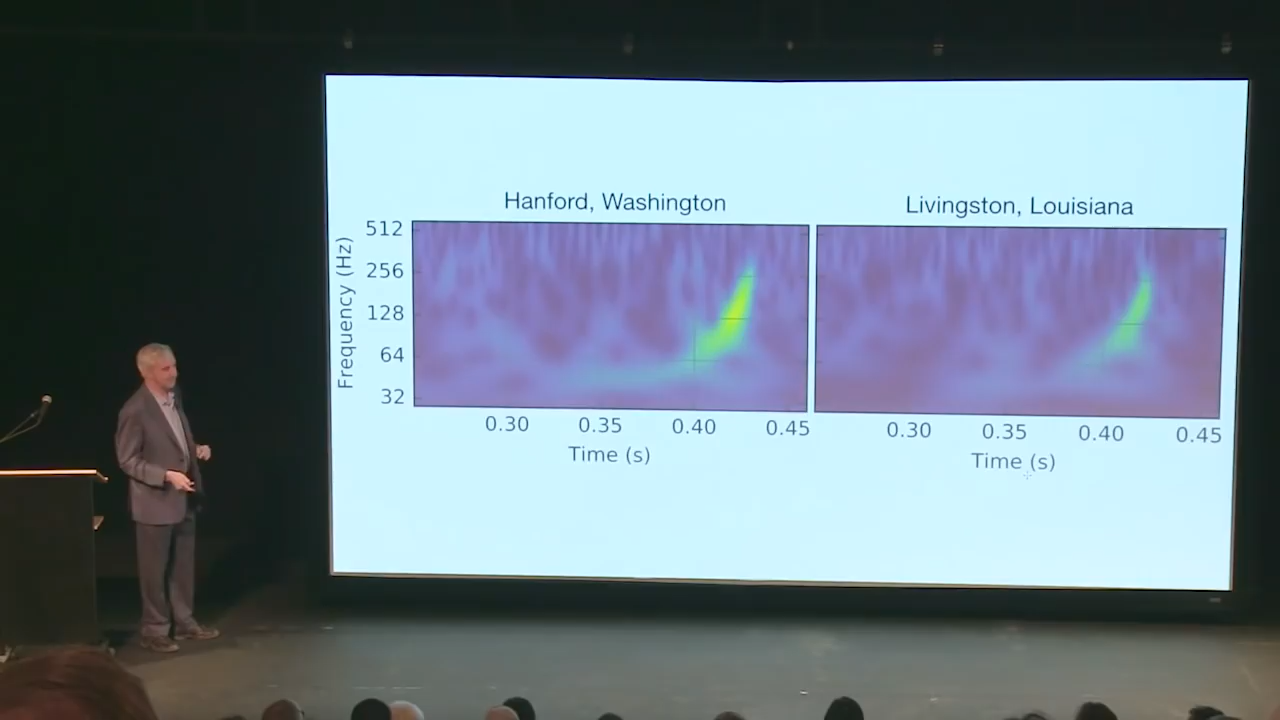 Hanford, Washington
Livingston, Louisiana
Frequency (Hz)
512
256
128
64
32
0.30 0.35 0.40 0.45
Time (s)
0.30 0.35 0.40 0.45
Time (s)